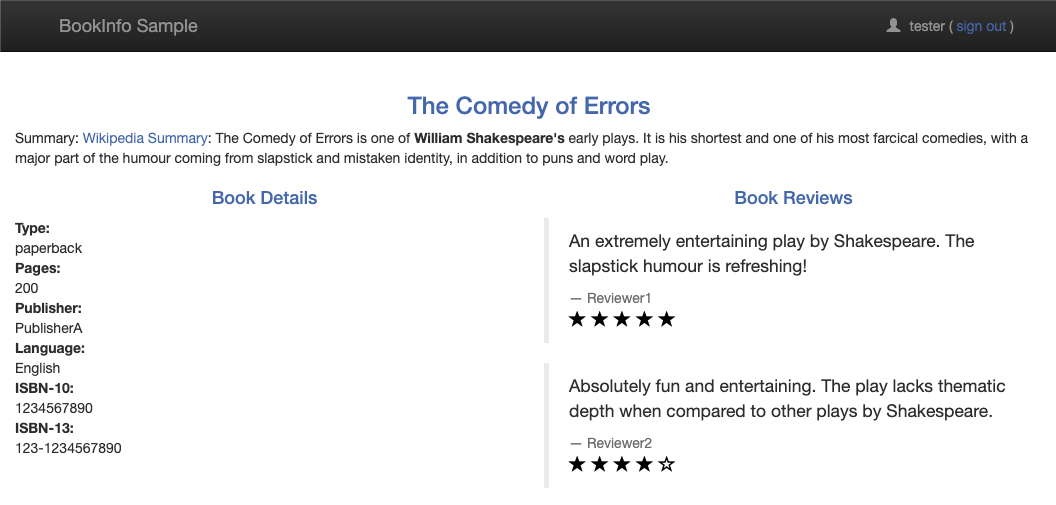 BookInfo Sample
tester ( sign out )
The Comedy of Errors
Summary: Wikipedia Summary: The Comedy of Errors is one of William Shakespeare's early plays. It is his shortest and one of his most farcical comedies, with a
major part of the humour coming from slapstick and mistaken identity, in addition to puns and word play.
Book Details
Type:
paperback
Pages:
200
Publisher:
PublisherA
Language:
English
ISBN-10:
1234567890
ISBN-13:
123-1234567890
Book Reviews
An extremely entertaining play by Shakespeare. The
slapstick humour is refreshing!
— Reviewer1
★★★★★
Absolutely fun and entertaining. The play lacks thematic
depth when compared to other plays by Shakespeare.
— Reviewer2
★★★★☆